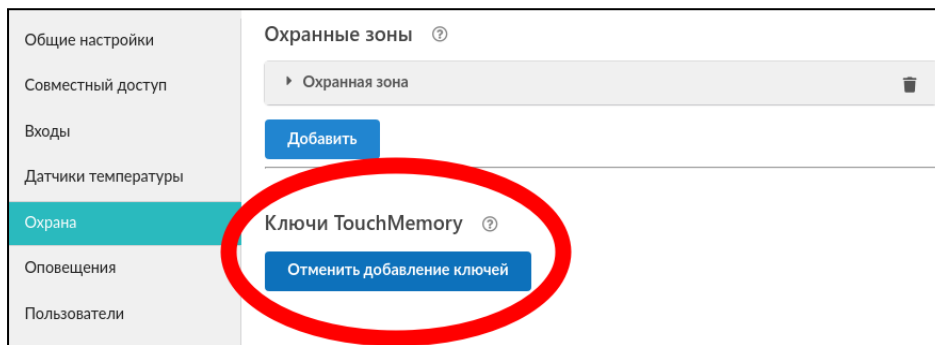 Общие настройки
Совместный доступ
Входы
Датчики температуры
Охрана
Оповещения
Пользователи
Охранные зоны
Охранная зона
Добавить
Ключи TouchMemory
Отменить добавление ключей